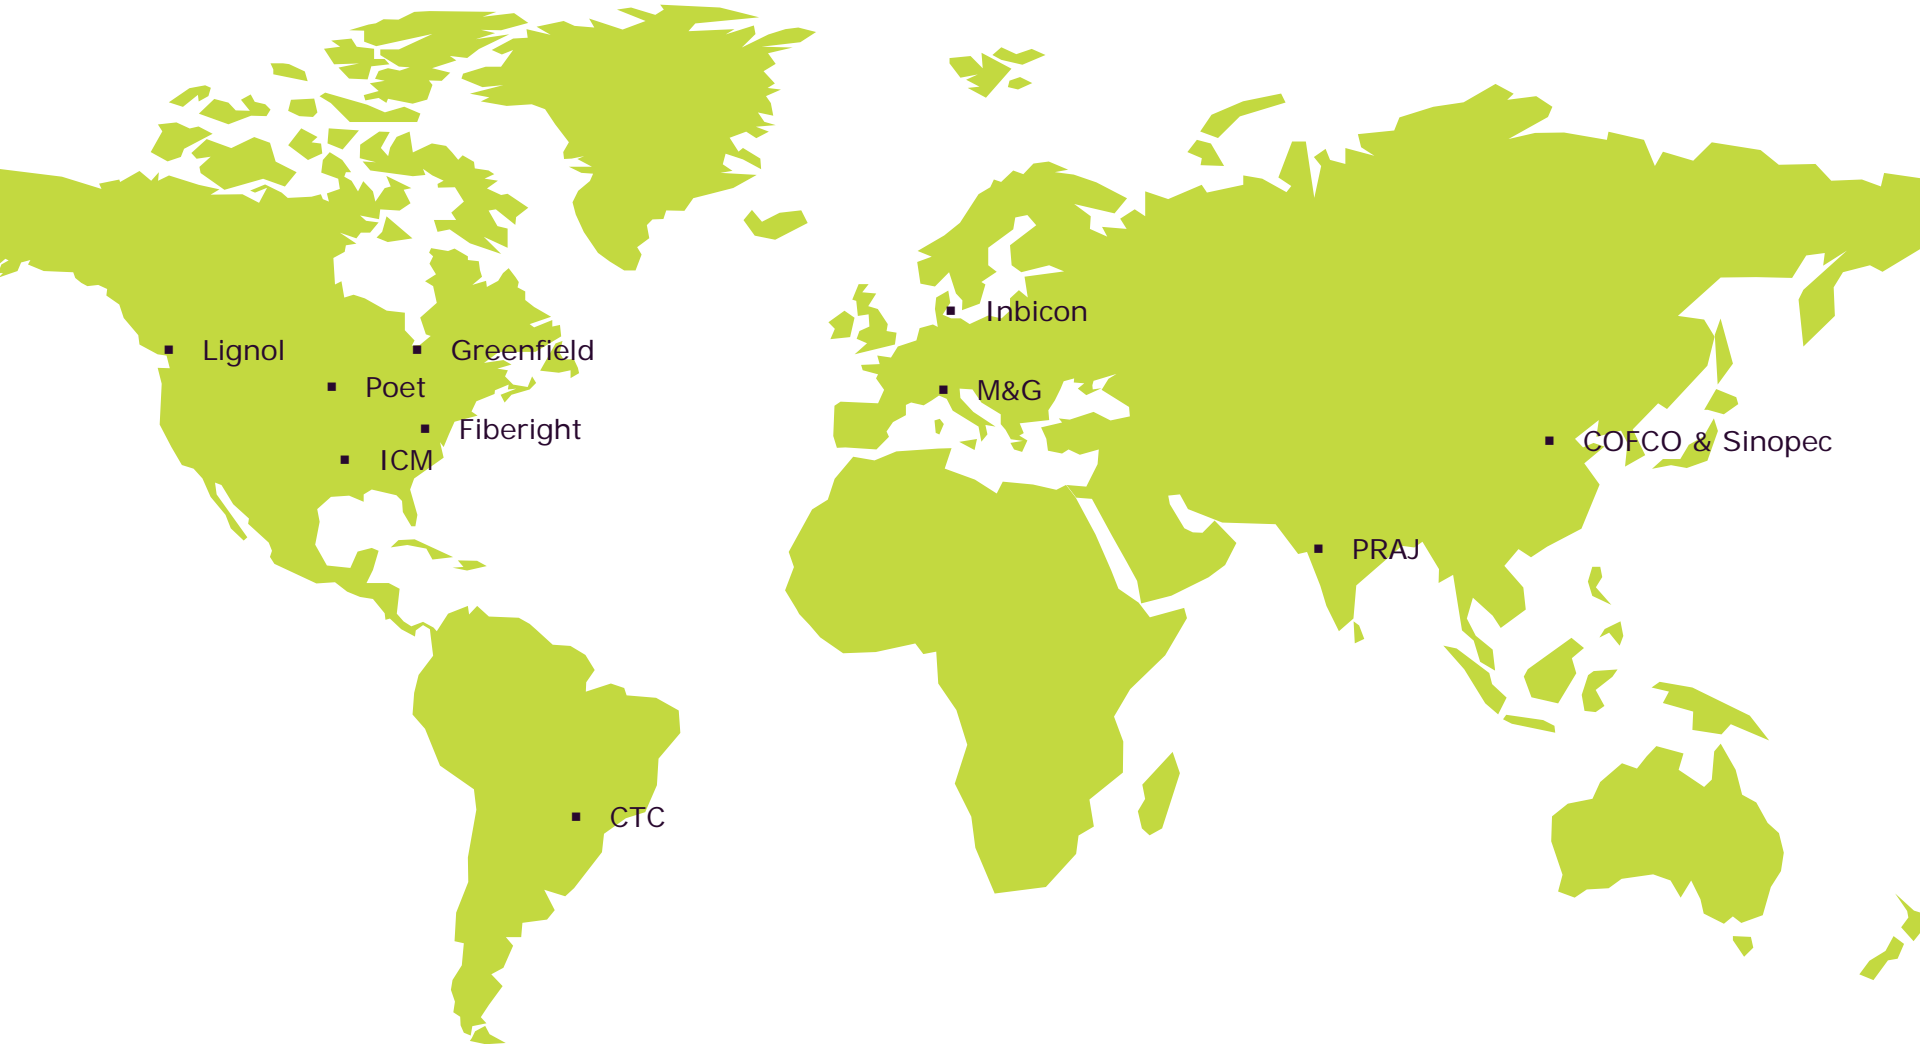 Inbicon
Lignol
Greenfield
Poet
M&G
Fiberight
COFCO & Sinopec
ICM
PRAJ
CTC